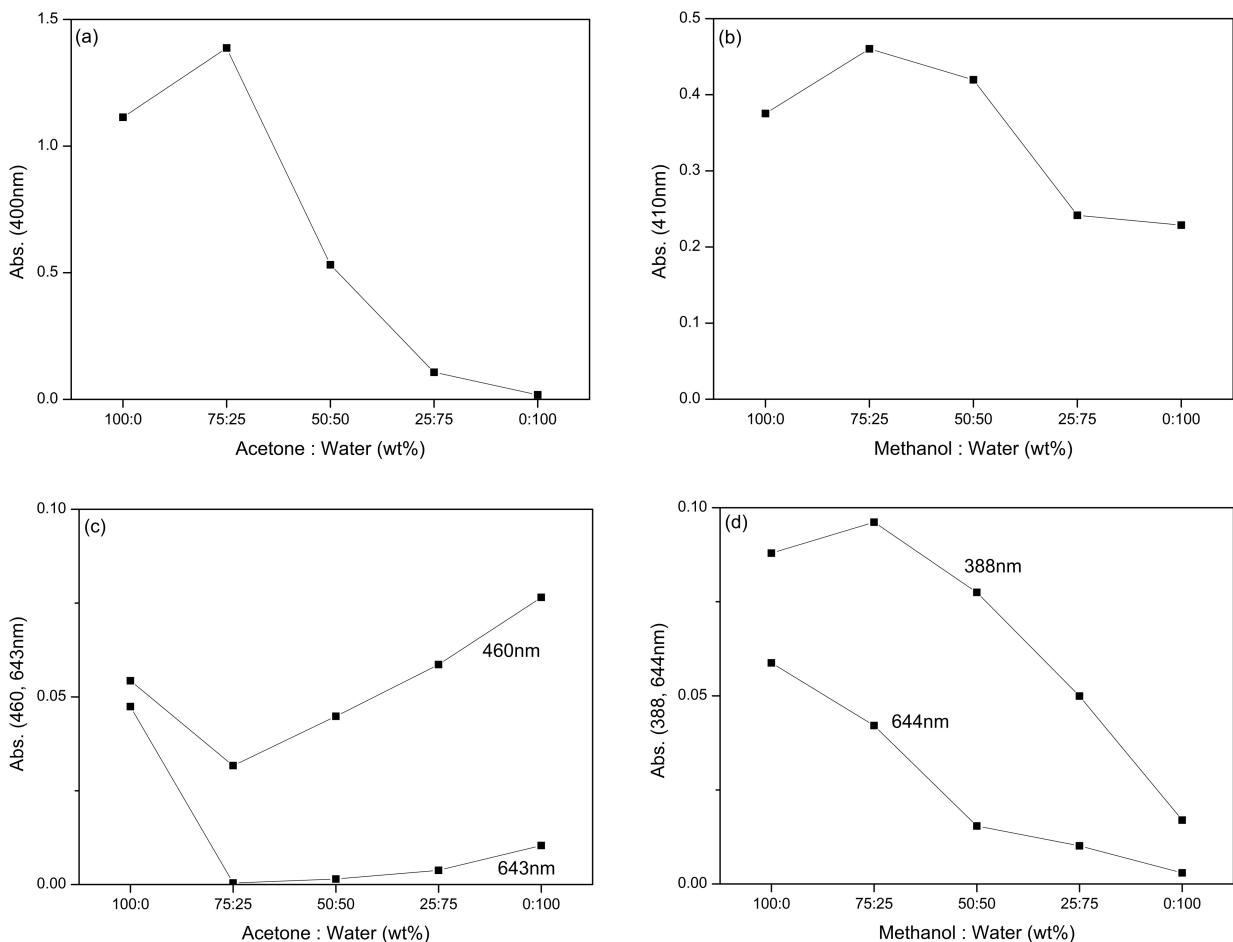 (a)
1.5
1.0
0.5
0.0
Abs. (400nm)
100:0 75:25 50:50 25:75 0:100
Acetone : Water (wt%)
(b)
0.5
0.4
0.3
0.2
0.1
0.0
Abs. (410nm)
100:0 75:25 50:50 25:75 0:100
Methanol : Water (wt%)
(c)
0.10
0.05
0.00
Abs. (460, 643nm)
460nm
643nm
100:0 75:25 50:50 25:75 0:100
Acetone : Water (wt%)
(d)
0.10
0.05
0.00
Abs. (388, 644nm)
388nm
644nm
100:0 75:25 50:50 25:75 0:100
Methanol : Water (wt%)